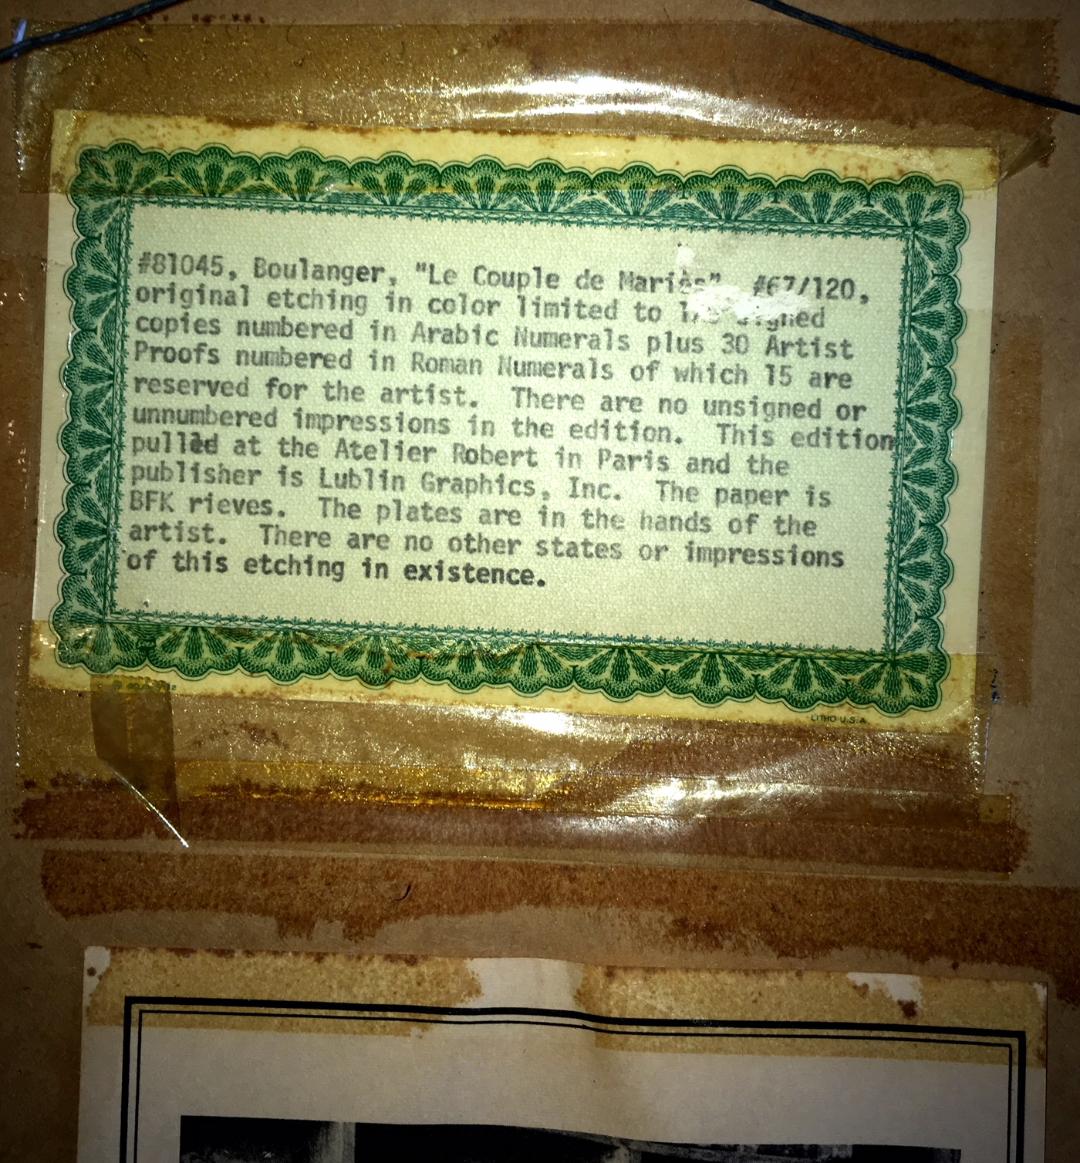 #81045, Boulanger, "Le Couple de Mariès", #67/120,
original etching in color limited to signed
copies numbered in Arabic Numerals plus 30 Artist
Proofs numbered in Roman Numerals of which 15 are
reserved for the artist. There are no unsigned or
unnumbered impressions in the edition. This edition
pulled at the Atelier Robert in Paris and the
publisher is Lublin Graphics, Inc. The paper is
BFK rieves. The plates are in the hands of the
artist. There are no other states or impressions
of this etching in existence.
LITHO U.S.A.